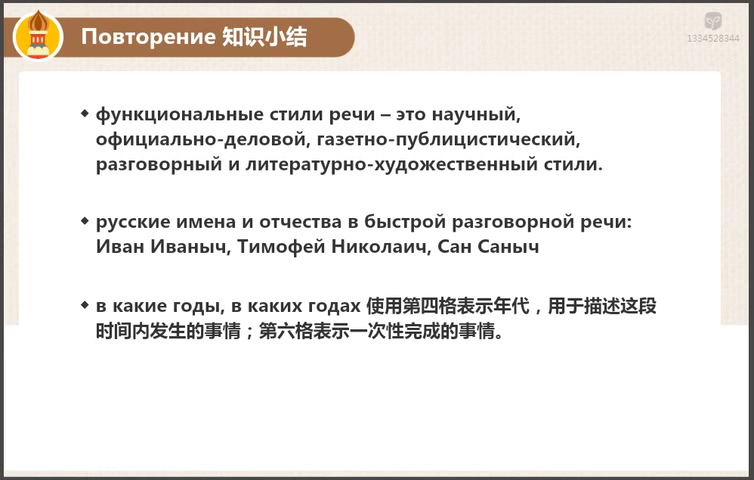 Повторение 知识小结
1334528344
функциональные стили речи – это научный,
официально-деловой, газетно-публицистический,
разговорный и литературно-художественный стили.
русские имена и отчества в быстрой разговорной речи:
Иван Иваныч, Тимофей Николаич, Сан Саныч
в какие годы, в каких годах 使用第四格表示年代，用于描述这段
时间内发生的事情；第六格表示一次性完成的事情。